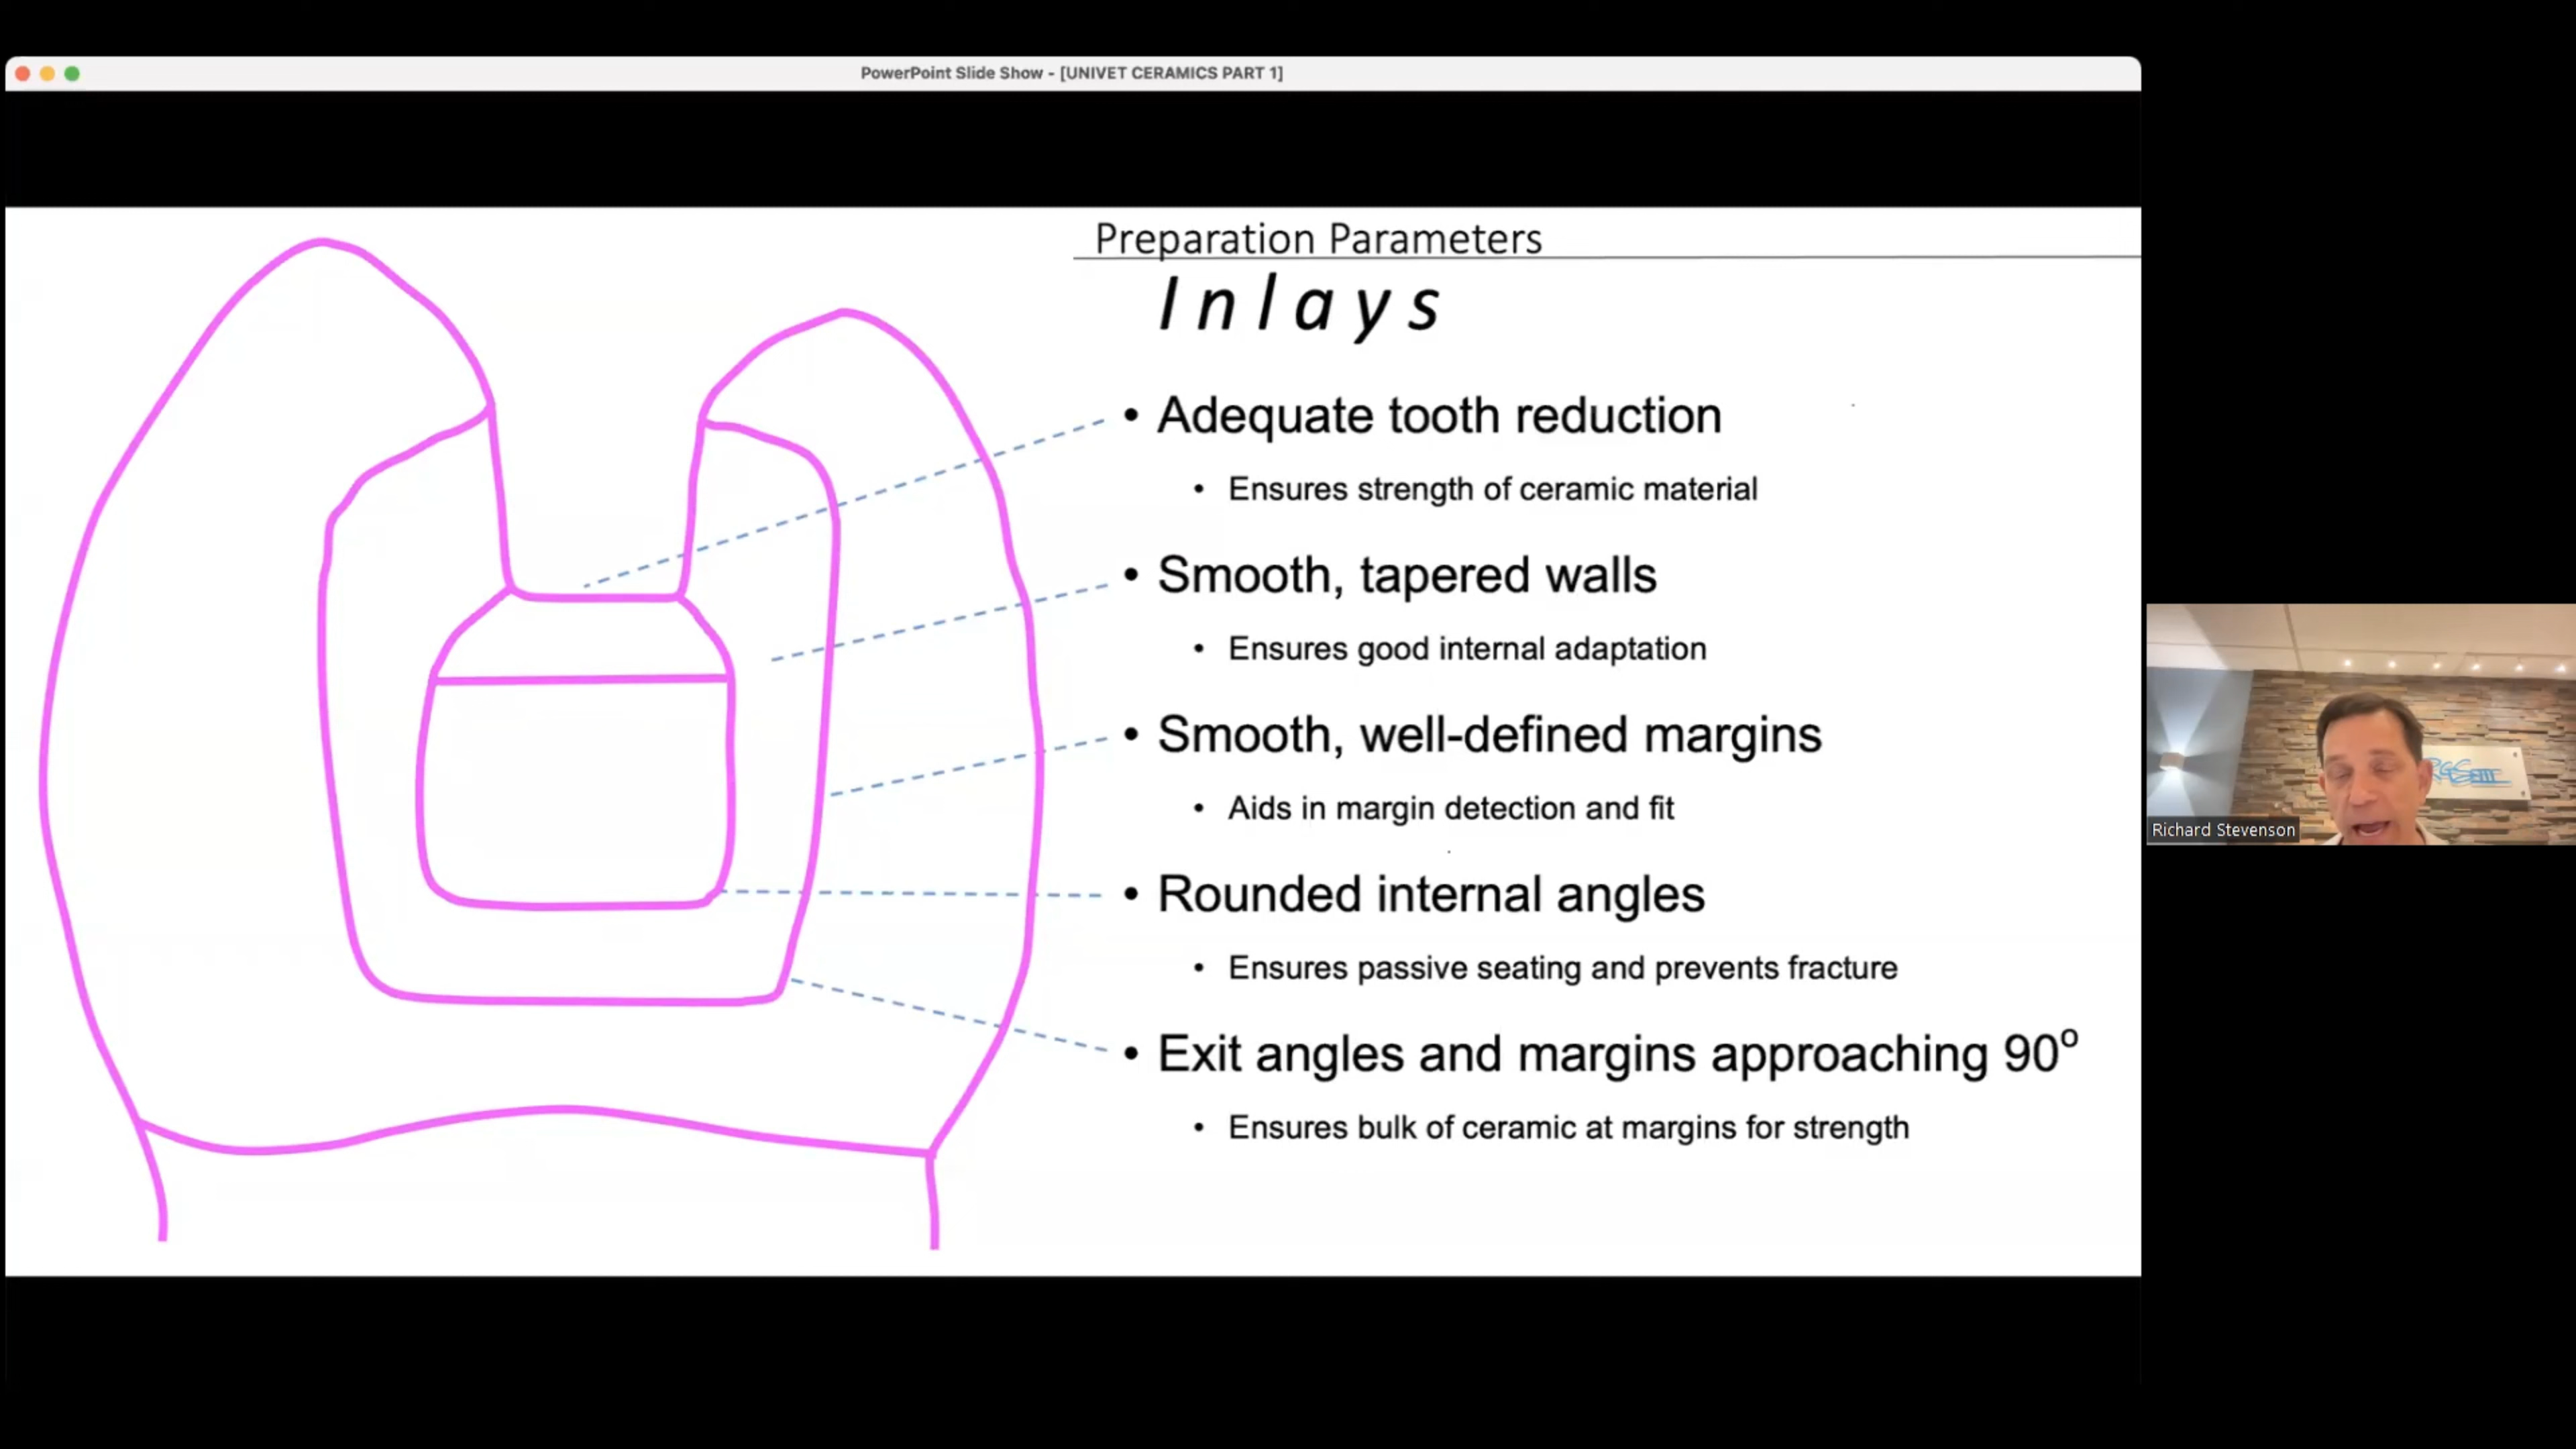 PowerPoint Slide Show - [UNIVET CERAMICS PART 1]
Preparation Parameters
Inlays
• Adequate tooth reduction
• Ensures strength of ceramic material
• Smooth, tapered walls
• Ensures good internal adaptation
• Smooth, well-defined margins
• Aids in margin detection and fit
• Rounded internal angles
• Ensures passive seating and prevents fracture
• Exit angles and margins approaching 90º
• Ensures bulk of ceramic at margins for strength
Richard Stevenson